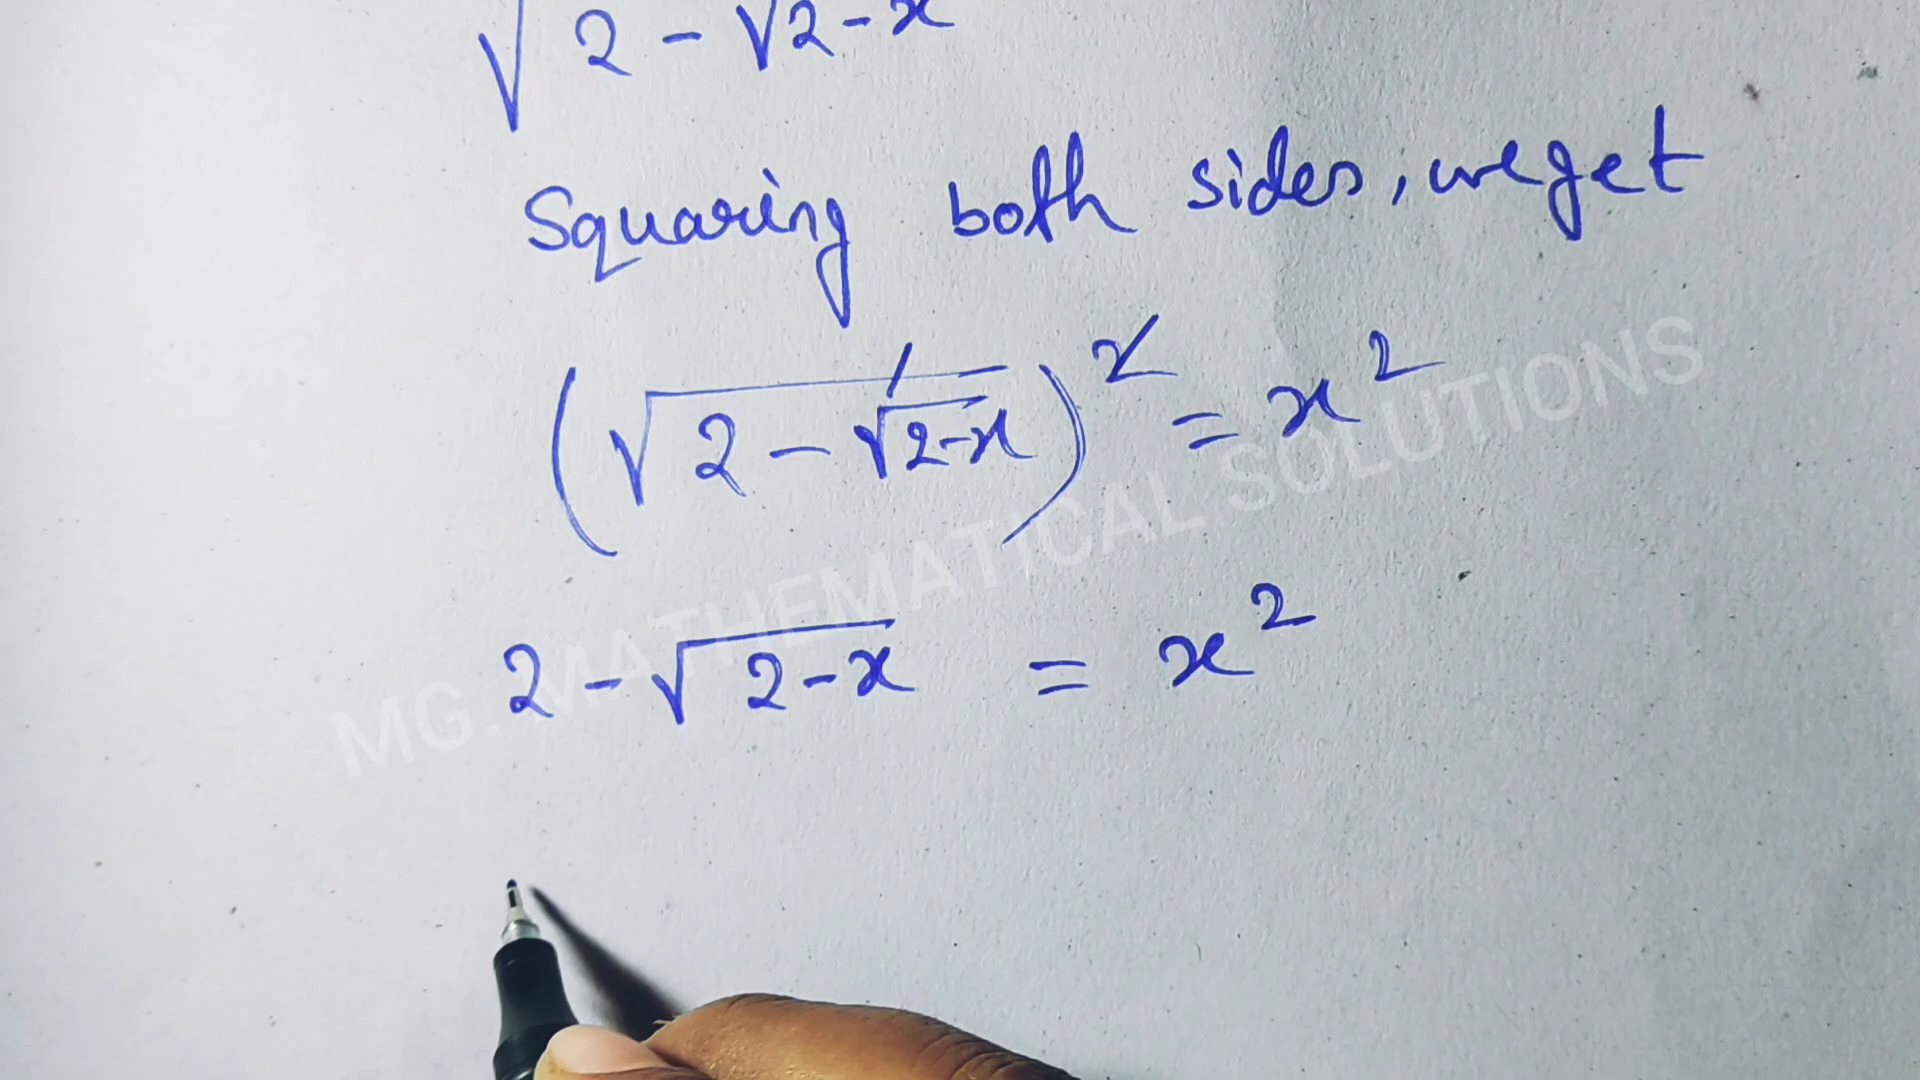 √2 - √2-x
Squaring both sides, we get
(√2 - √2-x)² = x²
2 - √2-x = x²
MG. MATHEMATICAL SOLUTIONS